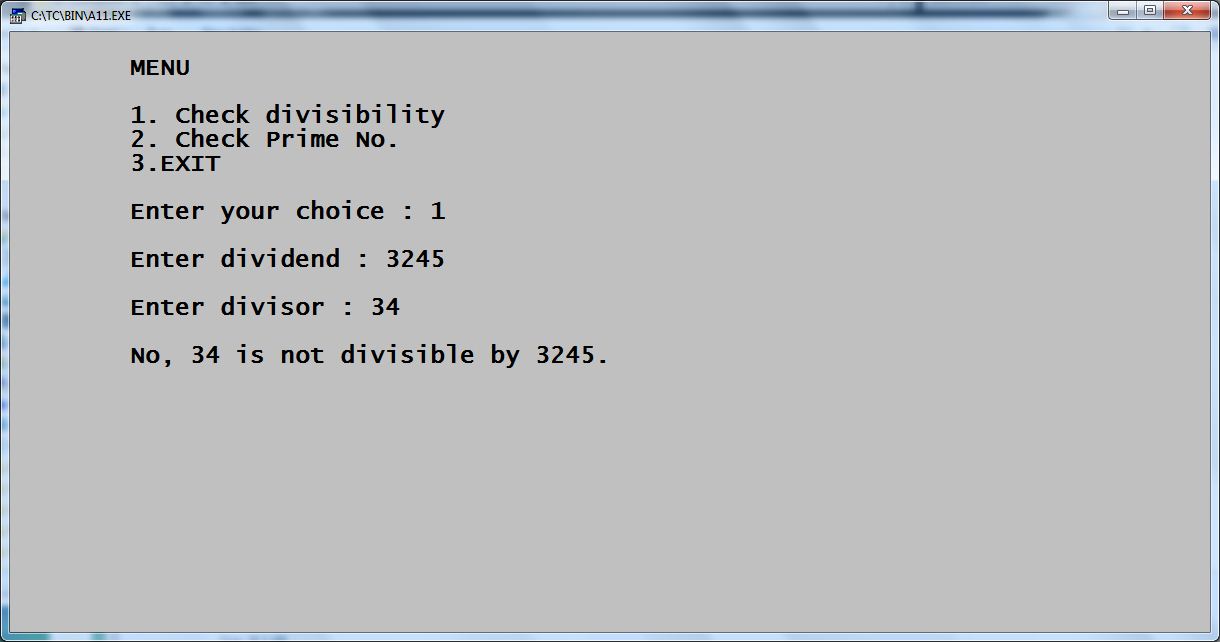 C:\TC\BIN\A11.EXE
MENU
1. Check divisibility
2. Check Prime No.
3.EXIT
Enter your choice : 1
Enter dividend : 3245
Enter divisor : 34
No, 34 is not divisible by 3245.